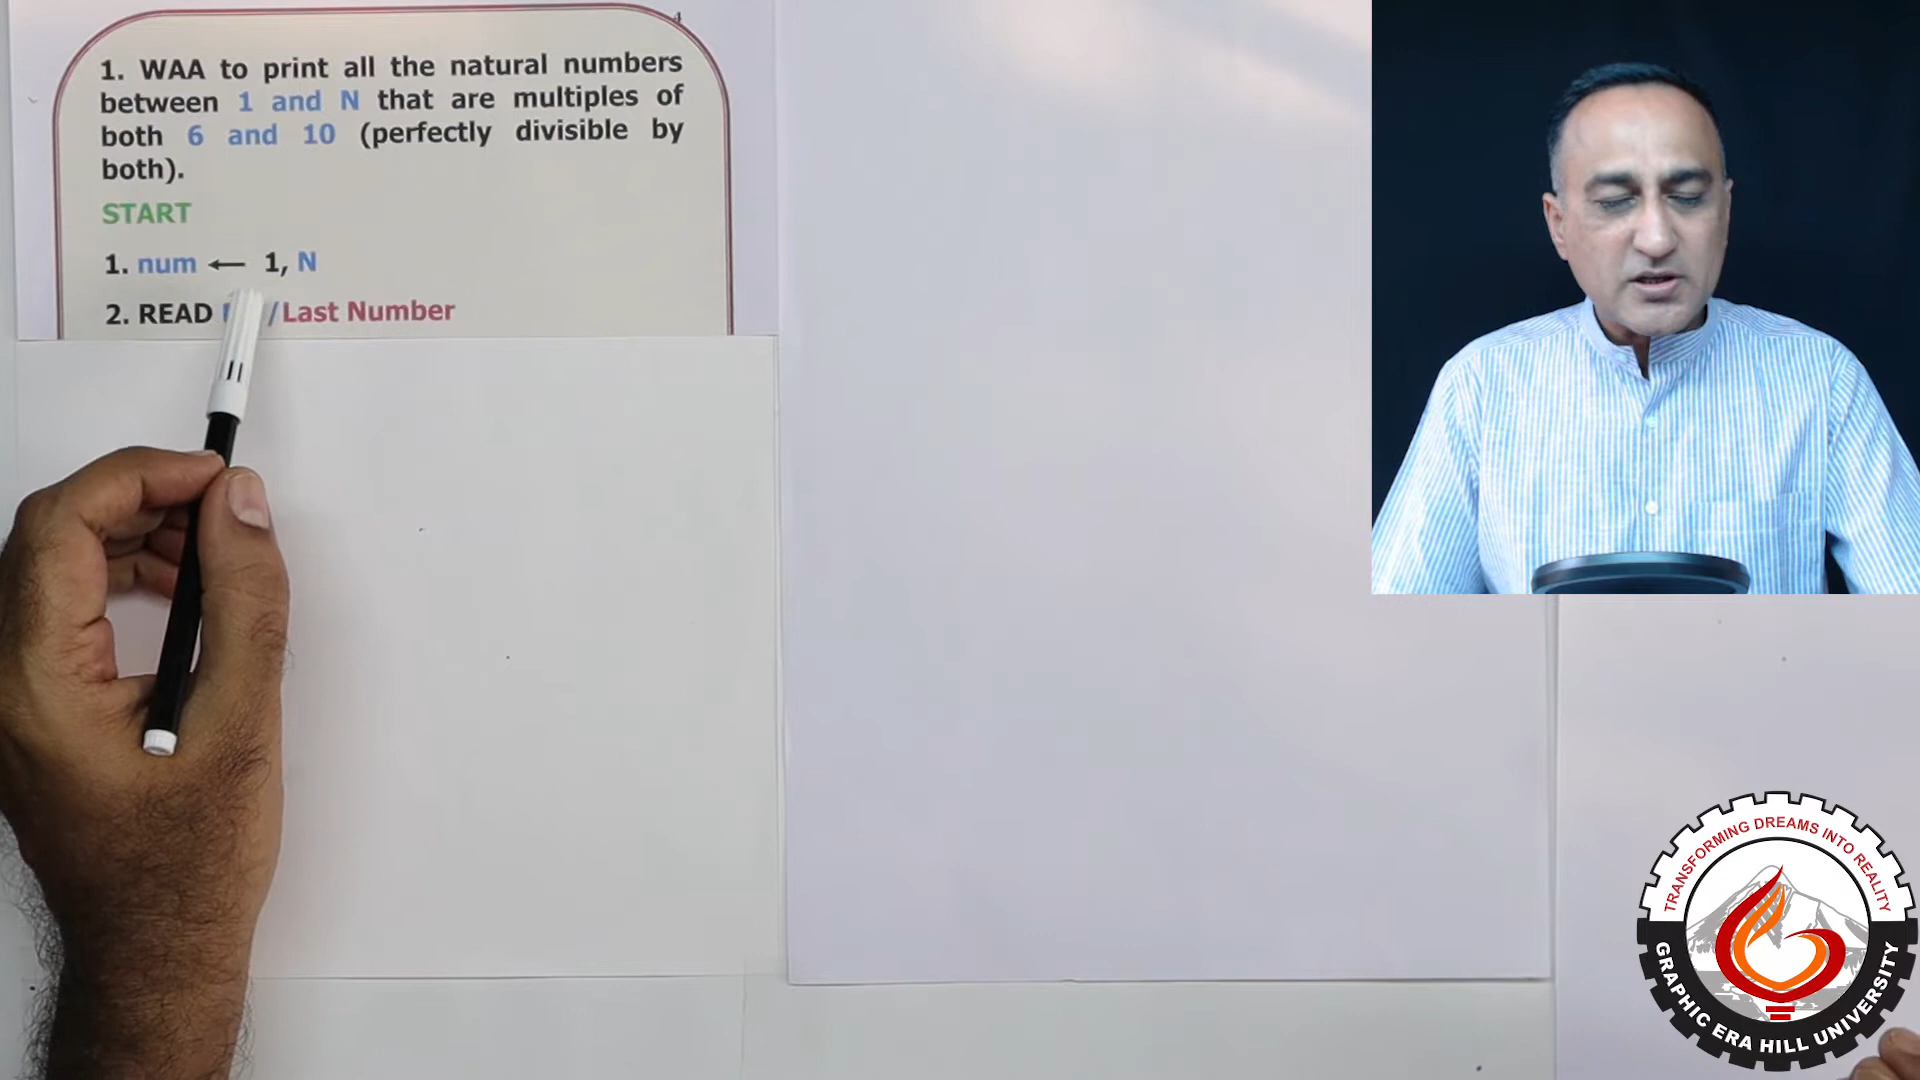 4
1. WAA to print all the natural numbers
between 1 and N that are multiples of
both 6 and 10 (perfectly divisible by
both).
START
1. num ← 1, N
2. READ //Last Number
TRANSFORMING DREAMS INTO REALITY
GRAPHIC ERA HILL UNIVERSITY